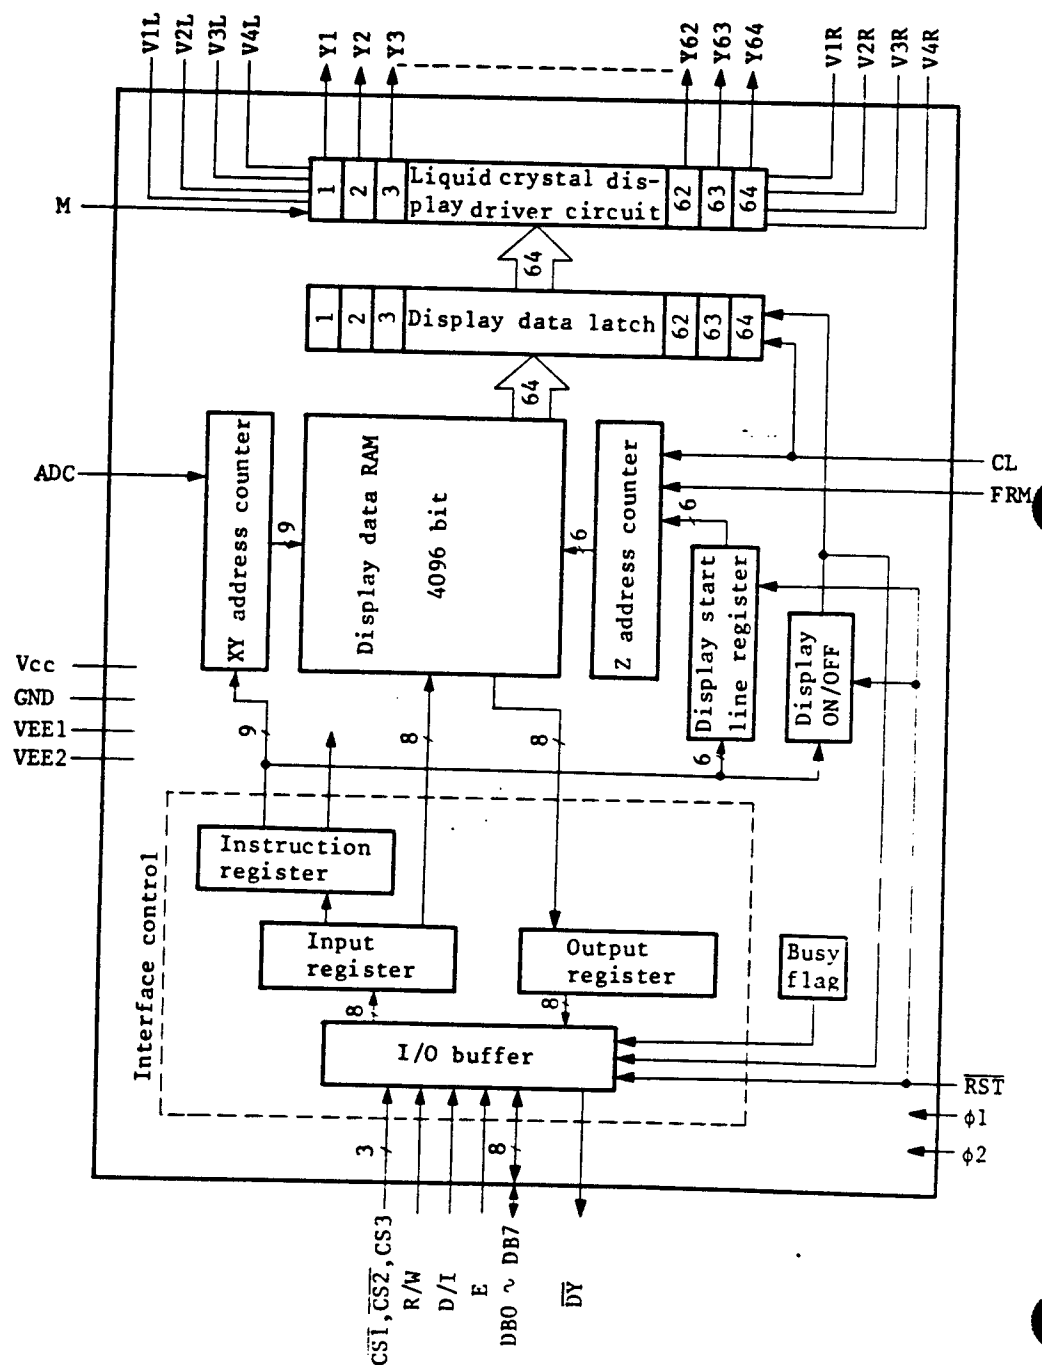 V1L
V2L
V3L
V4L
Y1
Y2
Y3
Y62
Y63
Y64
V1R
V2R
V3R
V4R
M
1
2
3
Liquid crystal dis-
play driver circuit
62
63
64
64
1
2
3
Display data latch
62
63
64
64
ADC
XY address counter
9
Display data RAM
4096 bit
6
Z address counter
CL
FRM
6
Display start
line register
6
Display
ON/OFF
Vcc
GND
VEE1
VEE2
9
8
8
Interface control
Instruction
register
Input
register
Output
register
Busy
flag
8
8
I/O buffer
R̅S̅T̅
φ1
φ2
3
8
C̅S̅1̅,C̅S̅2̅,CS3
R/W
D/I
E
DB0 ~ DB7
D̅Y̅